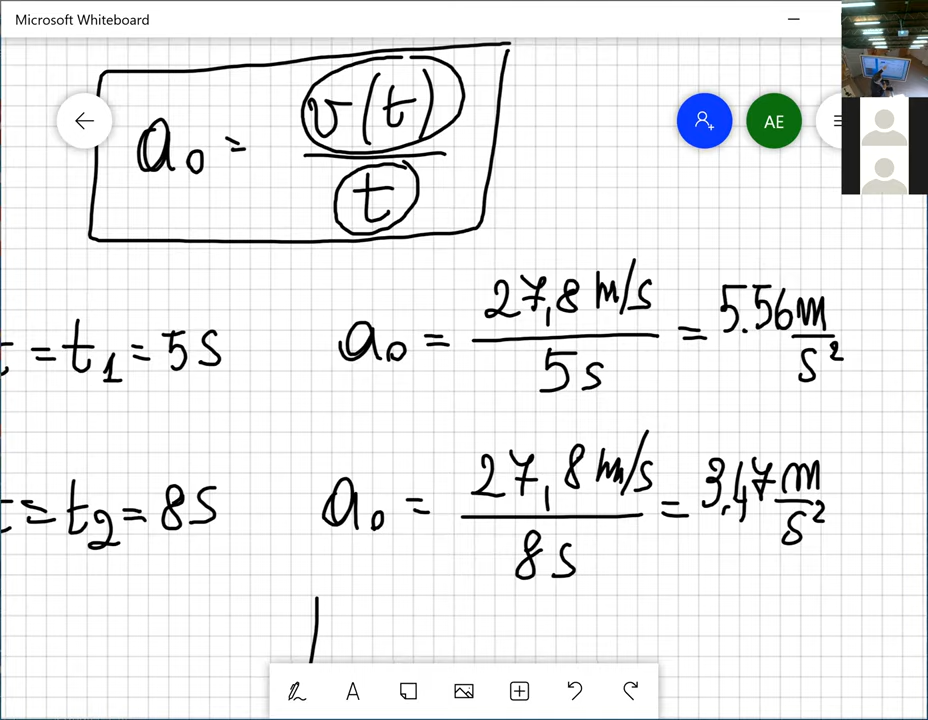 Microsoft Whiteboard
a₀ = v(t) / t
AE
t = t₁ = 5s
a₀ = 27,8 m/s / 5s = 5.56 m/s²
t = t₂ = 8s
a₀ = 27,8 m/s / 8s = 3,47 m/s²
A